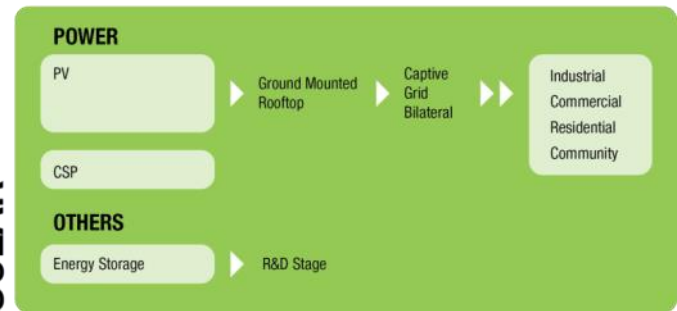 POWER
PV
Ground Mounted
Rooftop
Captive
Grid
Bilateral
Industrial
Commercial
Residential
Community
CSP
OTHERS
Energy Storage
R&D Stage